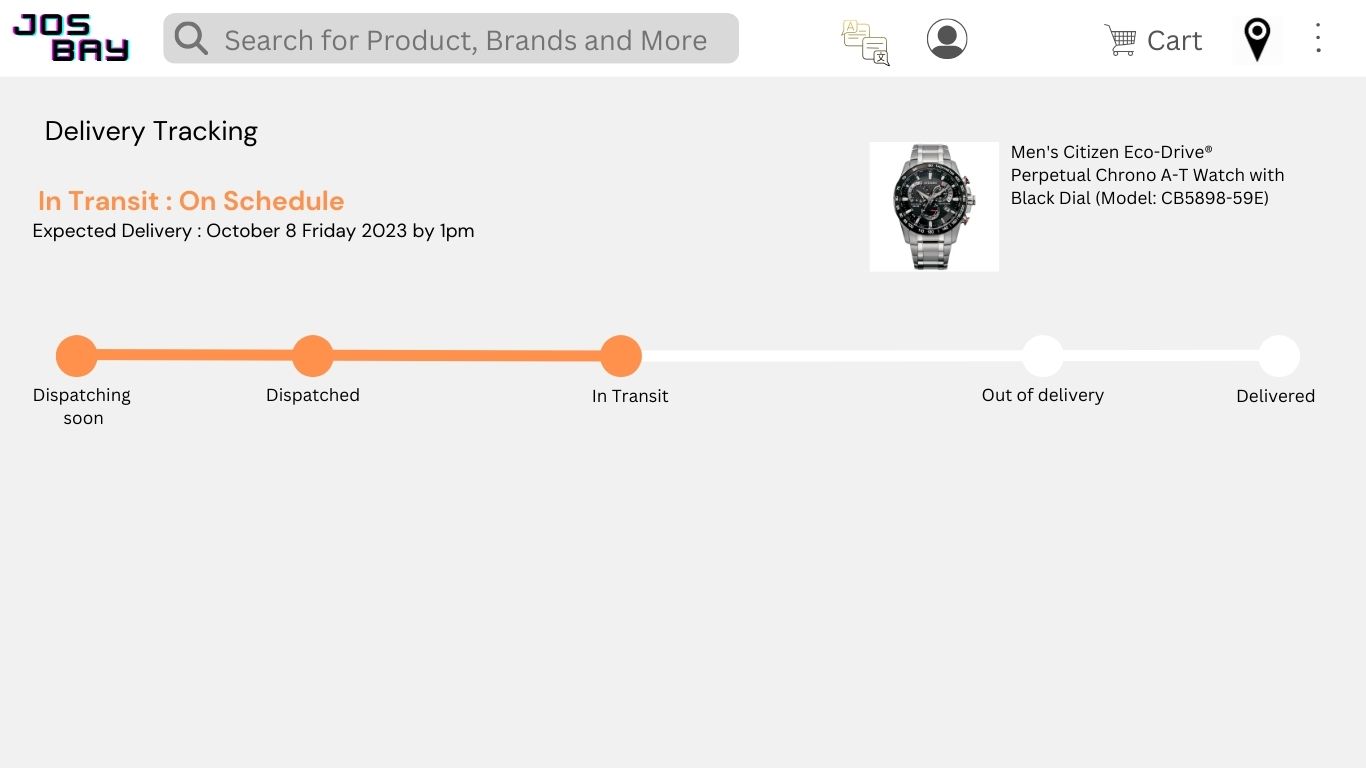 JOS
BAY
Search for Product, Brands and More
A
文
Cart
Delivery Tracking
In Transit : On Schedule
Expected Delivery : October 8 Friday 2023 by 1pm
Men's Citizen Eco-Drive®
Perpetual Chrono A-T Watch with
Black Dial (Model: CB5898-59E)
Dispatching
soon
Dispatched
In Transit
Out of delivery
Delivered